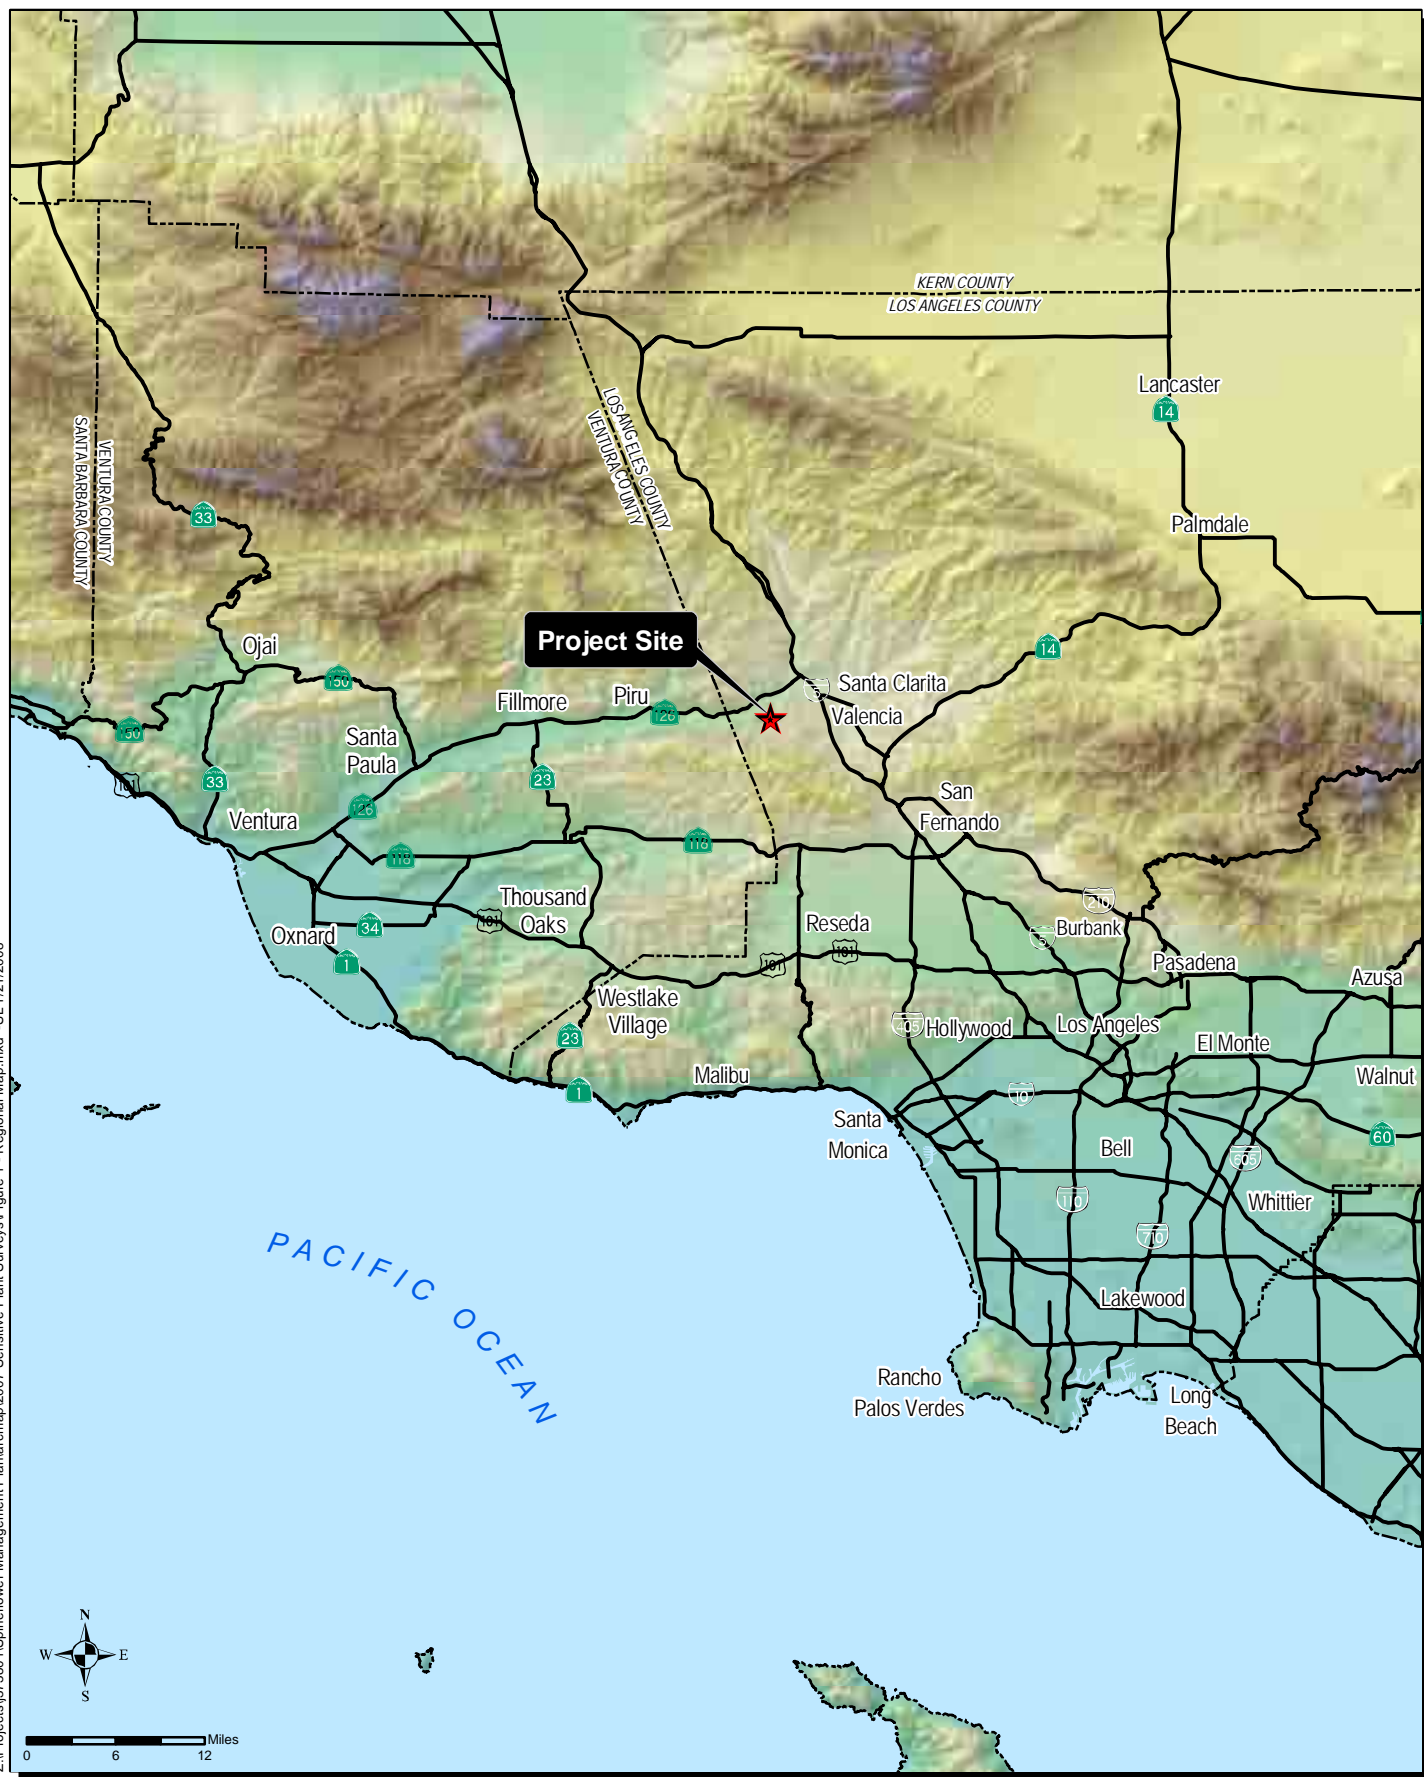 KERN COUNTY
LOS ANGELES COUNTY
Lancaster
14
LOS ANGELES COUNTY
VENTURA COUNTY
VENTURA COUNTY
SANTA BARBARA COUNTY
33
Palmdale
Project Site
Ojai
14
150
Santa Clarita
5
Piru
Fillmore
126
Valencia
150
Santa
Paula
33
23
101
126
San
Fernando
Ventura
118
118
Thousand
Oaks
101
34
Reseda
210
Burbank
5
Oxnard
1
101
101
Pasadena
Azusa
Westlake
Village
23
405
Hollywood
Los Angeles
El Monte
Malibu
1
10
Walnut
Santa
Monica
60
Bell
605
110
Whittier
710
PACIFIC OCEAN
Lakewood
Rancho
Palos Verdes
Long
Beach
N
W
E
S
Miles
0
6
12